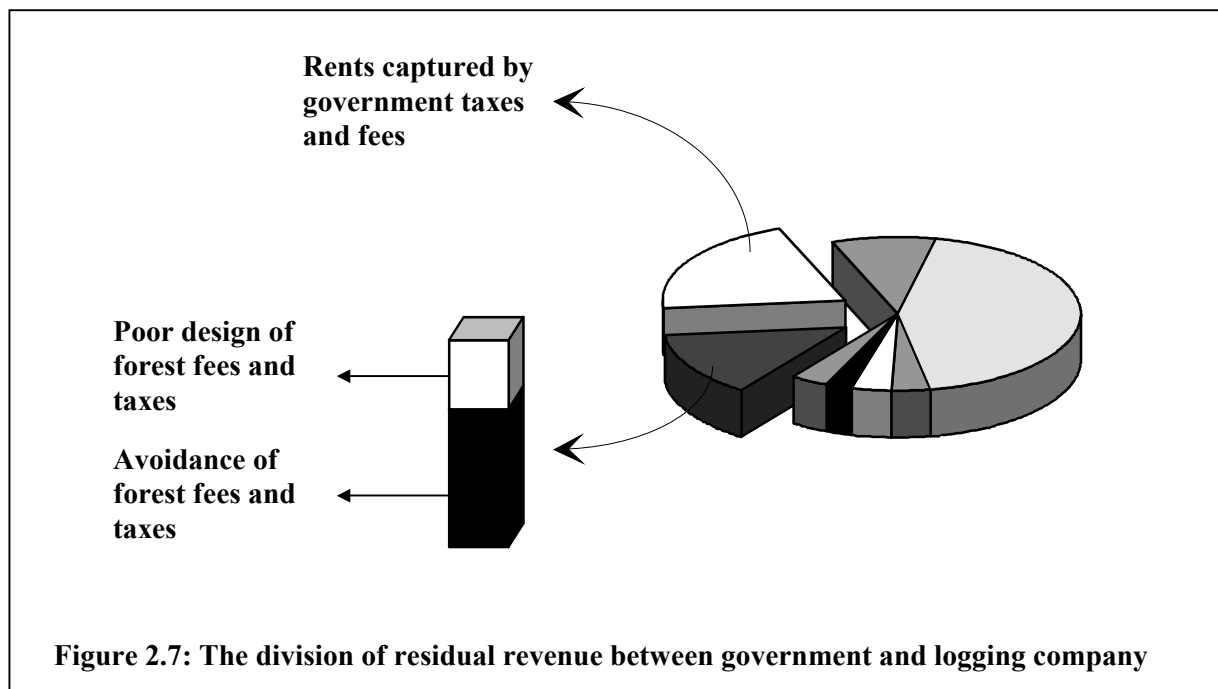 Rents captured by
government taxes
and fees
Poor design of
forest fees and
taxes
Avoidance of
forest fees and
taxes
Figure 2.7: The division of residual revenue between government and logging company